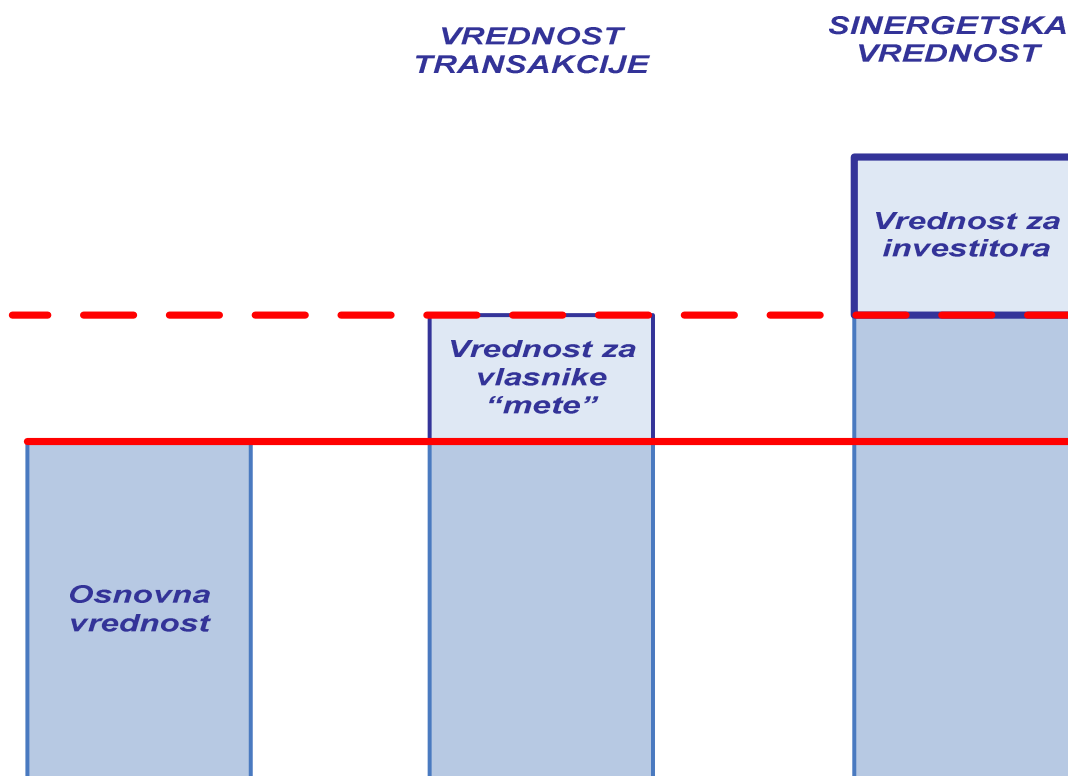 VREDNOST
TRANSAKCIJE
SINERGETSKA
VREDNOST
Vrednost za
investitora
Vrednost za
vlasnike
“mete”
Osnovna
vrednost